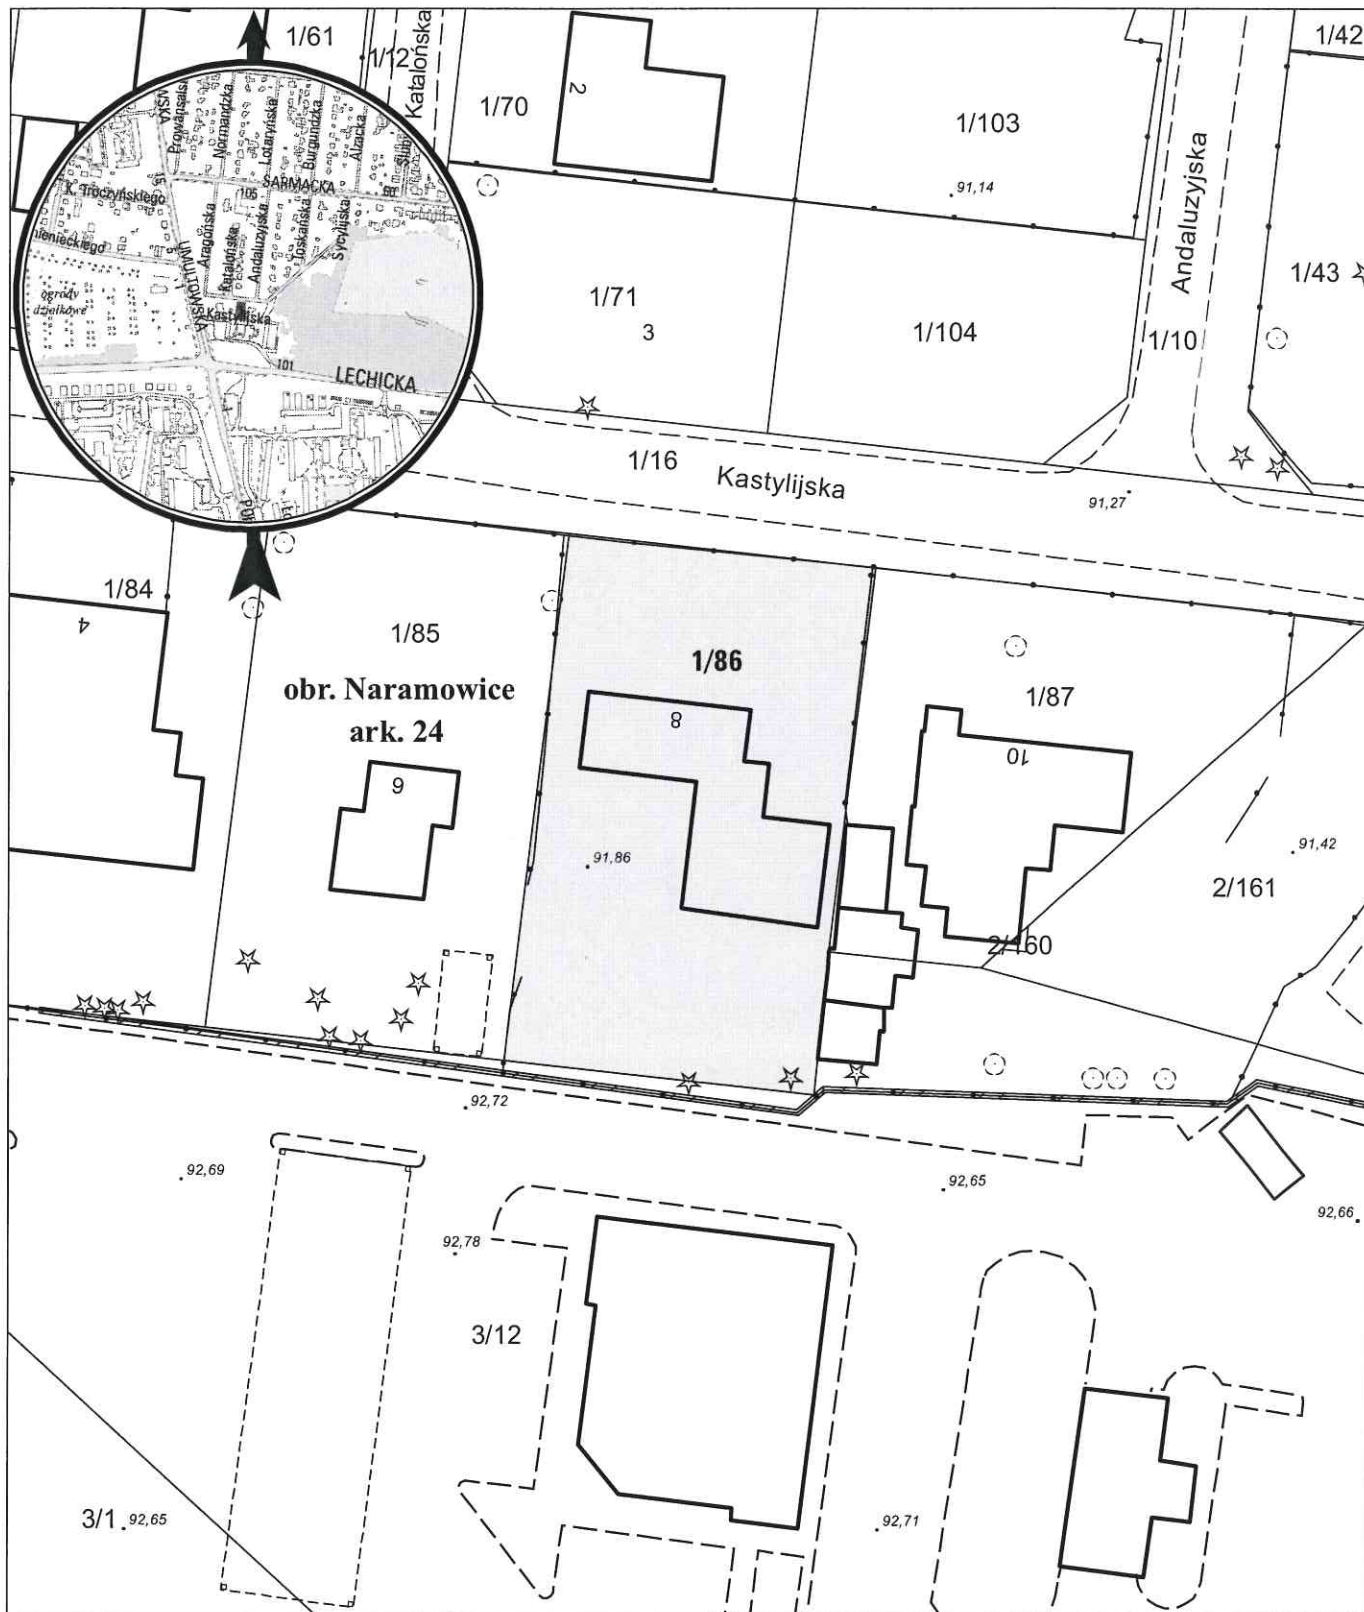 1/61
1/12
Katalońska
1/42
2
1/70
1/103
91,14
Andaluzyjska
1/43
1/71
3
1/104
1/10
Prowansalska
Normandzka
Lotaryńska
Burgundzka
Alzacka
K. Troczyńskiego
SARMACKA
105
Aragońska
Katalońska
Andaluzyjska
Toskańska
Sycylijska
UMULTOWSKA
ogrody
działkowe
Kastylijska
101
LECHICKA
1/16
Kastylijska
91,27
1/84
4
1/85
1/86
1/87
obr. Naramowice
ark. 24
8
10
6
91,86
91,42
2/161
2/160
92,72
92,69
92,65
92,66
92,78
3/12
3/1
92,65
92,71